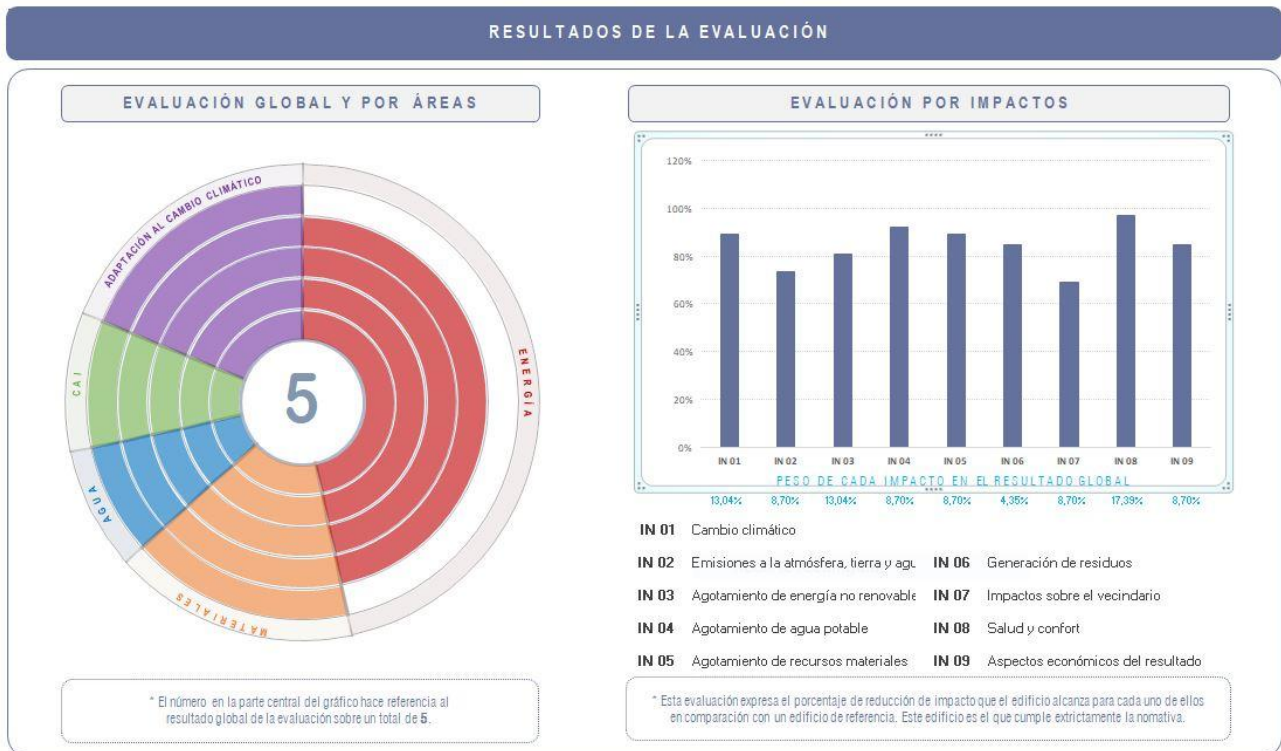 RESULTADOS DE LA EVALUACIÓN
EVALUACIÓN GLOBAL Y POR ÁREAS
ADAPTACIÓN AL CAMBIO CLIMÁTICO
CAI
AGUA
MATERIALES
ENERGÍA
5
* El número en la parte central del gráfico hace referencia al
resultado global de la evaluación sobre un total de 5.
EVALUACIÓN POR IMPACTOS
120%
100%
80%
60%
40%
20%
0%
IN 01 IN 02 IN 03 IN 04 IN 05 IN 06 IN 07 IN 08 IN 09
PESO DE CADA IMPACTO EN EL RESULTADO GLOBAL
13,04% 8,70% 13,04% 8,70% 8,70% 4,35% 8,70% 17,39% 8,70%
IN 01 Cambio climático
IN 02 Emisiones a la atmósfera, tierra y agu IN 06 Generación de residuos
IN 03 Agotamiento de energía no renovable IN 07 Impactos sobre el vecindario
IN 04 Agotamiento de agua potable IN 08 Salud y confort
IN 05 Agotamiento de recursos materiales IN 09 Aspectos económicos del resultado
* Esta evaluación expresa el porcentaje de reducción de impacto que el edificio alcanza para cada uno de ellos
en comparación con un edificio de referencia. Este edificio es el que cumple extrictamente la nomativa.